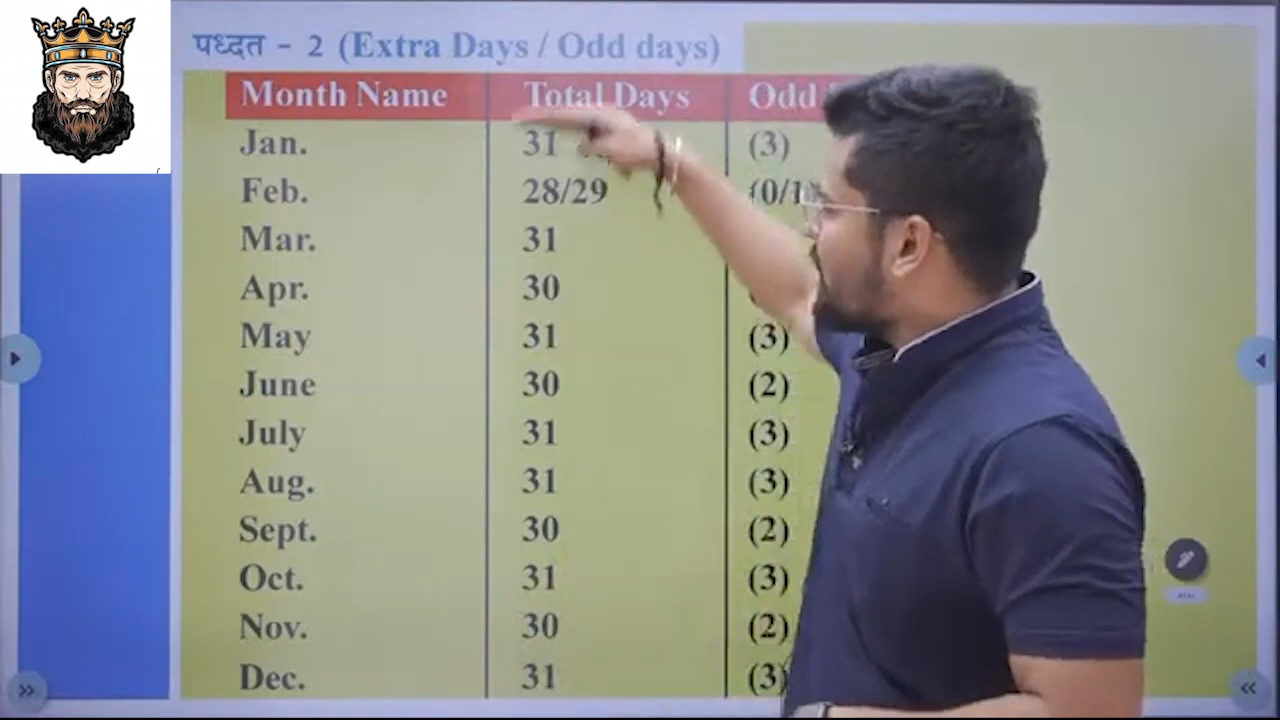 पध्दत - 2 (Extra Days / Odd days)
Month Name Total Days Odd
Jan. 31 (3)
Feb. 28/29 (0/1
Mar. 31
Apr. 30
May 31 (3)
June 30 (2)
July 31 (3)
Aug. 31 (3)
Sept. 30 (2)
Oct. 31 (3)
Nov. 30 (2)
Dec. 31 (3)